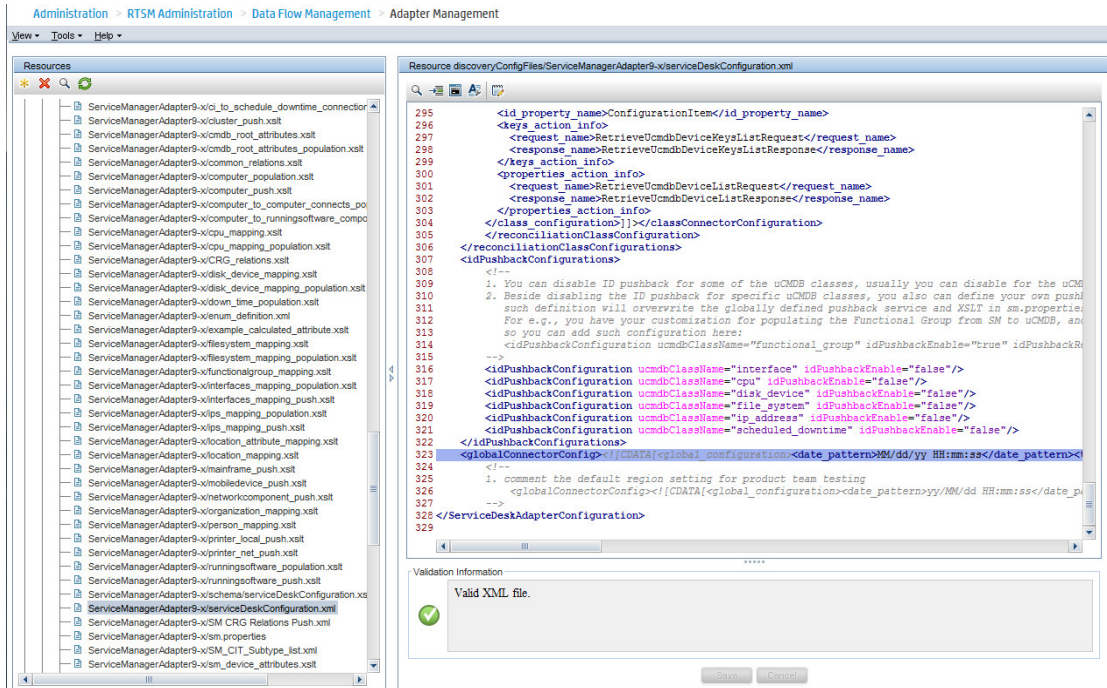 Administration > RTSM Administration > Data Flow Management > Adapter Management
View Tools Help
Resources
ServiceManagerAdapter9-x/ci_to_schedule_downtime_connection
ServiceManagerAdapter9-x/cluster_push.xslt
ServiceManagerAdapter9-x/cmdb_root_attributes.xslt
ServiceManagerAdapter9-x/cmdb_root_attributes_population.xslt
ServiceManagerAdapter9-x/common_relations.xslt
ServiceManagerAdapter9-x/computer_population.xslt
ServiceManagerAdapter9-x/computer_push.xslt
ServiceManagerAdapter9-x/computer_to_computer_connects_po
ServiceManagerAdapter9-x/computer_to_runningsoftware_compo
ServiceManagerAdapter9-x/cpu_mapping.xslt
ServiceManagerAdapter9-x/cpu_mapping_population.xslt
ServiceManagerAdapter9-x/CRG_relations.xslt
ServiceManagerAdapter9-x/disk_device_mapping.xslt
ServiceManagerAdapter9-x/disk_device_mapping_population.xslt
ServiceManagerAdapter9-x/down_time_population.xslt
ServiceManagerAdapter9-x/enum_definition.xml
ServiceManagerAdapter9-x/example_calculated_attribute.xslt
ServiceManagerAdapter9-x/filesystem_mapping.xslt
ServiceManagerAdapter9-x/filesystem_mapping_population.xslt
ServiceManagerAdapter9-x/functionalgroup_mapping.xslt
ServiceManagerAdapter9-x/interfaces_mapping_population.xslt
ServiceManagerAdapter9-x/interfaces_mapping_push.xslt
ServiceManagerAdapter9-x/ips_mapping_population.xslt
ServiceManagerAdapter9-x/ips_mapping_push.xslt
ServiceManagerAdapter9-x/location_attribute_mapping.xslt
ServiceManagerAdapter9-x/location_mapping.xslt
ServiceManagerAdapter9-x/mainframe_push.xslt
ServiceManagerAdapter9-x/mobiledevice_push.xslt
ServiceManagerAdapter9-x/networkcomponent_push.xslt
ServiceManagerAdapter9-x/organization_mapping.xslt
ServiceManagerAdapter9-x/person_mapping.xslt
ServiceManagerAdapter9-x/printer_local_push.xslt
ServiceManagerAdapter9-x/printer_net_push.xslt
ServiceManagerAdapter9-x/runningsoftware_population.xslt
ServiceManagerAdapter9-x/runningsoftware_push.xslt
ServiceManagerAdapter9-x/schema/serviceDeskConfiguration.xs
ServiceManagerAdapter9-x/serviceDeskConfiguration.xml
ServiceManagerAdapter9-x/SM CRG Relations Push.xml
ServiceManagerAdapter9-x/sm.properties
ServiceManagerAdapter9-x/SM_CIT_Subtype_list.xml
ServiceManagerAdapter9-x/sm_device_attributes.xslt
Resource discoveryConfigFiles/ServiceManagerAdapter9-x/serviceDeskConfiguration.xml
295 <id_property_name>ConfigurationItem</id_property_name>
296 <keys_action_info>
297 <request_name>RetrieveUcmdbDeviceKeysListRequest</request_name>
298 <response_name>RetrieveUcmdbDeviceKeysListResponse</response_name>
299 </keys_action_info>
300 <properties_action_info>
301 <request_name>RetrieveUcmdbDeviceListRequest</request_name>
302 <response_name>RetrieveUcmdbDeviceListResponse</response_name>
303 </properties_action_info>
304 </class_configuration>]]></classConnectorConfiguration>
305 </reconciliationClassConfiguration>
306 </reconciliationClassConfigurations>
307 <idPushbackConfigurations>
308 <!--
309 1. You can disable ID pushback for some of the uCMDB classes, usually you can disable for the uCM
310 2. Beside disabling the ID pushback for specific uCMDB classes, you also can define your own push
311 such definition will orverwrite the globally defined pushback service and XSLT in sm.propertie
312 For e.g., you have your customization for populating the Functional Group from SM to uCMDB, an
313 so you can add such configuration here:
314 <idPushbackConfiguration ucmdbClassName="functional_group" idPushbackEnable="true" idPushbackRe
315 -->
316 <idPushbackConfiguration ucmdbClassName="interface" idPushbackEnable="false"/>
317 <idPushbackConfiguration ucmdbClassName="cpu" idPushbackEnable="false"/>
318 <idPushbackConfiguration ucmdbClassName="disk_device" idPushbackEnable="false"/>
319 <idPushbackConfiguration ucmdbClassName="file_system" idPushbackEnable="false"/>
320 <idPushbackConfiguration ucmdbClassName="ip_address" idPushbackEnable="false"/>
321 <idPushbackConfiguration ucmdbClassName="scheduled_downtime" idPushbackEnable="false"/>
322 </idPushbackConfigurations>
323 <globalConnectorConfig><![CDATA[<global_configuration><date_pattern>MM/dd/yy HH:mm:ss</date_pattern><
324 <!--
325 1. comment the default region setting for product team testing
326 <globalConnectorConfig><![CDATA[<global_configuration><date_pattern>yy/MM/dd HH:mm:ss</date_p
327 -->
328 </ServiceDeskAdapterConfiguration>
329
Validation Information
Valid XML file.
Save Cancel